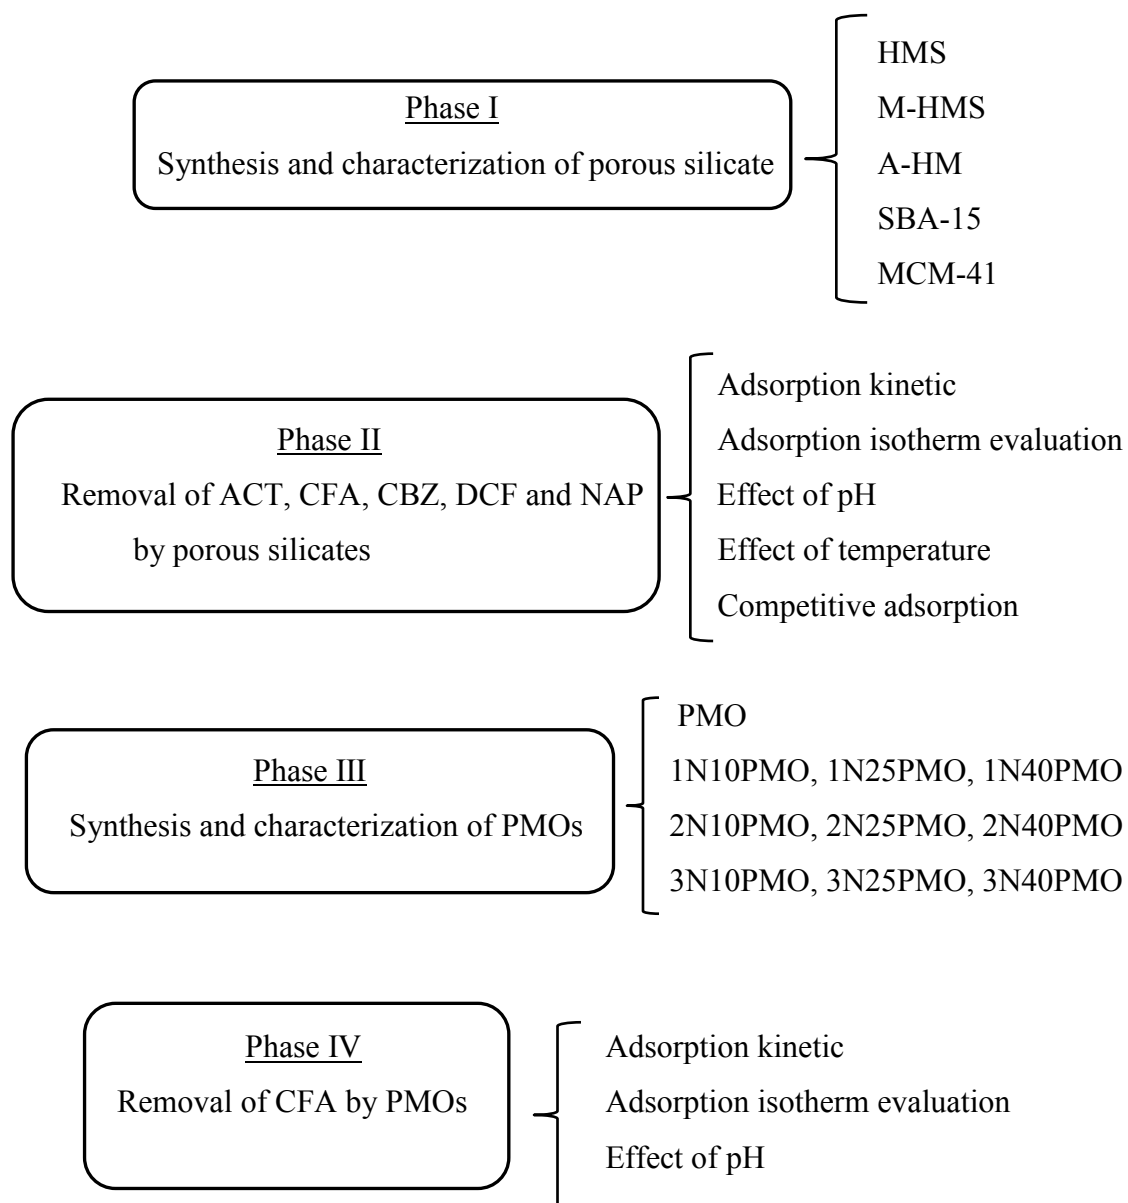 Phase I
Synthesis and characterization of porous silicate
HMS
M-HMS
A-HM
SBA-15
MCM-41
Phase II
Removal of ACT, CFA, CBZ, DCF and NAP
by porous silicates
Adsorption kinetic
Adsorption isotherm evaluation
Effect of pH
Effect of temperature
Competitive adsorption
Phase III
Synthesis and characterization of PMOs
PMO
1N10PMO, 1N25PMO, 1N40PMO
2N10PMO, 2N25PMO, 2N40PMO
3N10PMO, 3N25PMO, 3N40PMO
Phase IV
Removal of CFA by PMOs
Adsorption kinetic
Adsorption isotherm evaluation
Effect of pH